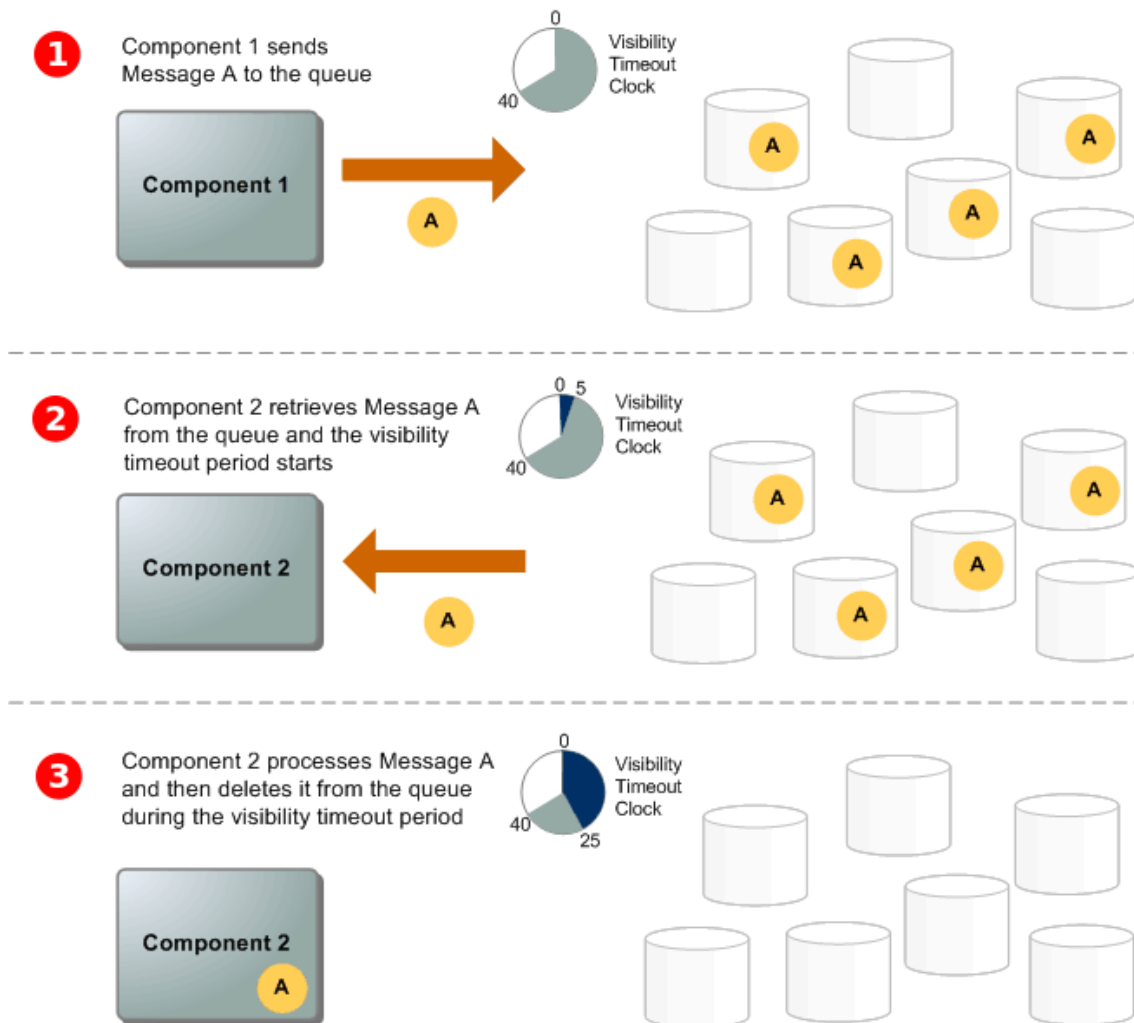 1
Component 1 sends
Message A to the queue
0
40
Visibility
Timeout
Clock
Component 1
A
A
A
A
A
2
Component 2 retrieves Message A
from the queue and the visibility
timeout period starts
0 5
40
Visibility
Timeout
Clock
Component 2
A
A
A
A
A
3
Component 2 processes Message A
and then deletes it from the queue
during the visibility timeout period
0
40
25
Visibility
Timeout
Clock
Component 2
A